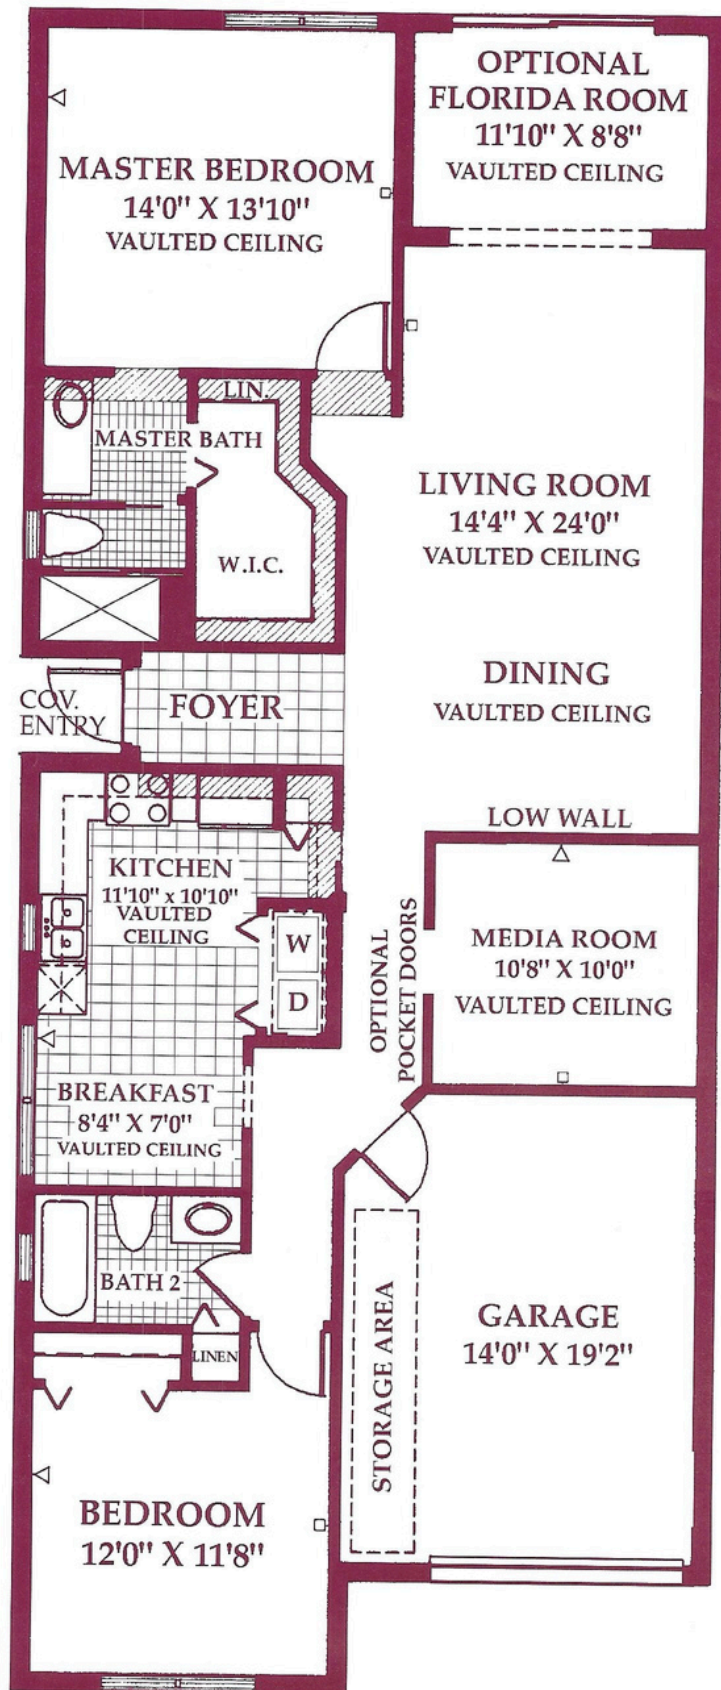 OPTIONAL
FLORIDA ROOM
11'10" X 8'8"
VAULTED CEILING
MASTER BEDROOM
14'0" X 13'10"
VAULTED CEILING
LIN.
MASTER BATH
W.I.C.
LIVING ROOM
14'4" X 24'0"
VAULTED CEILING
COV.
ENTRY
FOYER
DINING
VAULTED CEILING
LOW WALL
KITCHEN
11'10" x 10'10"
VAULTED
CEILING
W
D
OPTIONAL
POCKET DOORS
MEDIA ROOM
10'8" X 10'0"
VAULTED CEILING
BREAKFAST
8'4" X 7'0"
VAULTED CEILING
BATH 2
LINEN
STORAGE AREA
GARAGE
14'0" X 19'2"
BEDROOM
12'0" X 11'8"